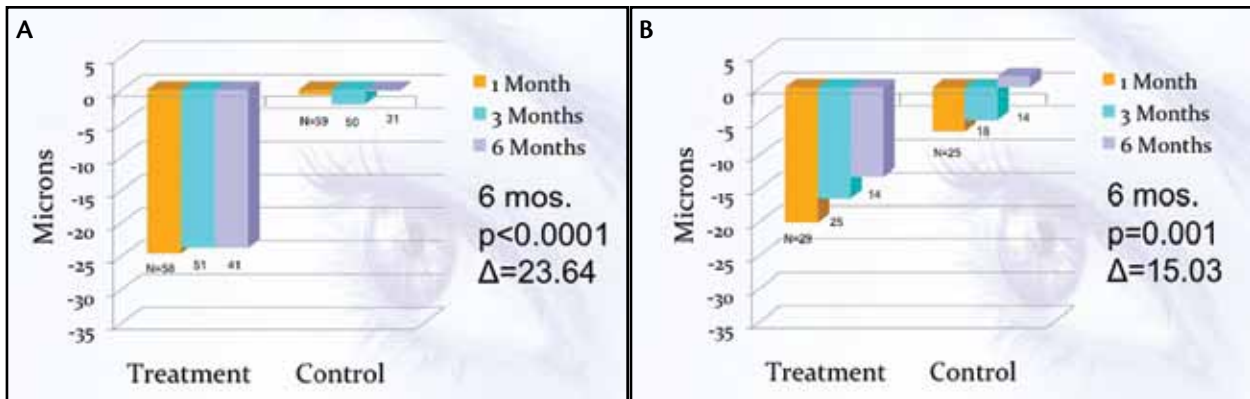 A
5
0
-5
-10
-15
-20
-25
-30
-35
Microns
N=58
51
41
N=59
50
31
1 Month
3 Months
6 Months
6 mos.
p<0.0001
Δ=23.64
Treatment
Control
B
5
0
-5
-10
-15
-20
-25
-30
-35
Microns
N=29
25
14
N=25
18
14
1 Month
3 Months
6 Months
6 mos.
p=0.001
Δ=15.03
Treatment
Control